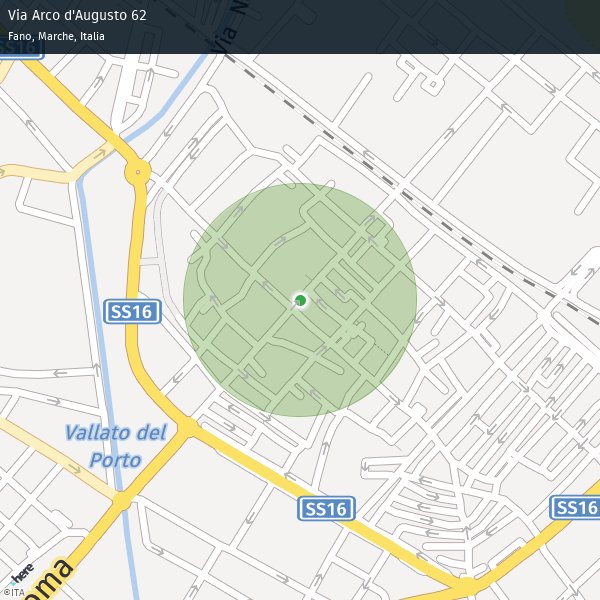 Via Arco d'Augusto 62
Fano, Marche, Italia
SS16
Via N
SS16
Vallato del
Porto
SS16
SS16
here
oma
©ITA